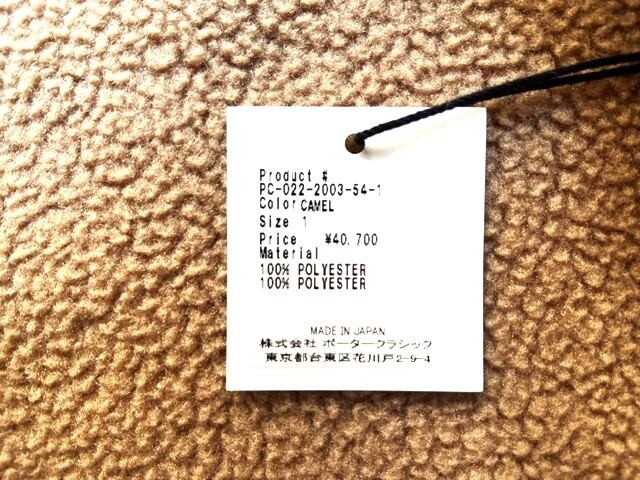 Product #
PC-022-2003-54-1
Color CAMEL
Size 1
Price ¥40,700
Material
100% POLYESTER
100% POLYESTER
MADE IN JAPAN
株式会社 ポータークラシック
東京都台東区花川戸2-9-4